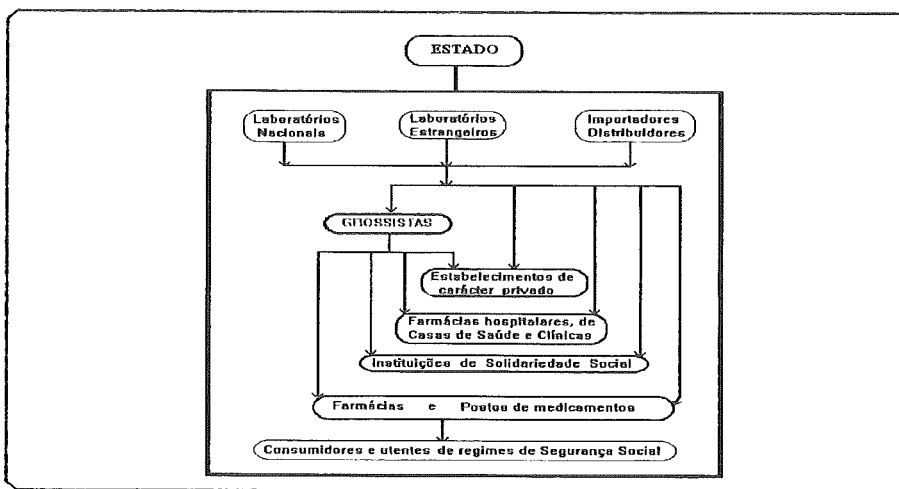 ESTADO
Laboratórios
Nacionais
Laboratórios
Estrangeiros
Importadores
Distribuidores
GROSSISTAS
Estabelecimentos de
carácter privado
Farmácias hospitalares, de
Casas de Saúde e Clínicas
Instituições de Solidariedade Social
Farmácias e Postos de medicamentos
Consumidores e utentes de regimes de Segurança Social